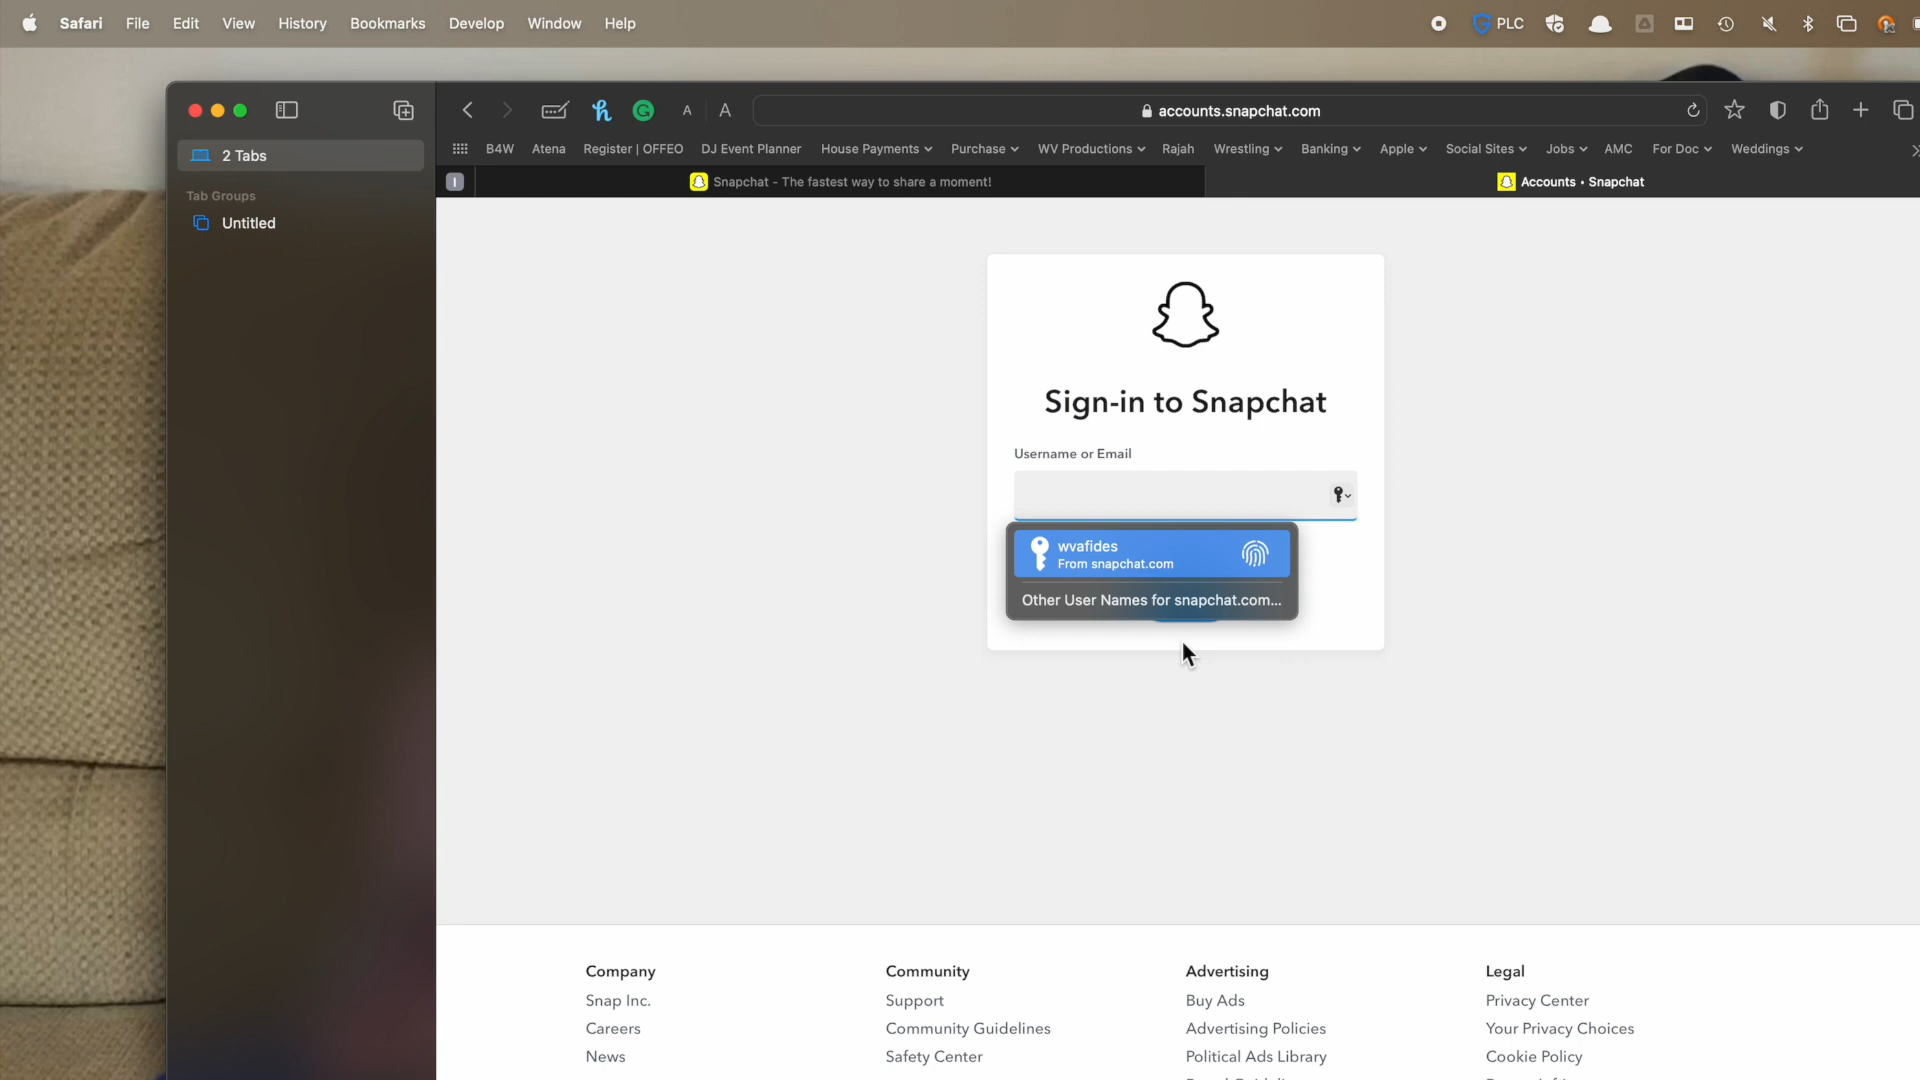 Safari File Edit View History Bookmarks Develop Window Help PLC
accounts.snapchat.com
A A
B4W Atena Register | OFFEO DJ Event Planner House Payments Purchase WV Productions Rajah Wrestling Banking Apple Social Sites Jobs AMC For Doc Weddings
2 Tabs
I Snapchat - The fastest way to share a moment! Accounts • Snapchat
Tab Groups
Untitled
Sign-in to Snapchat
Username or Email
wvafides
From snapchat.com
Other User Names for snapchat.com...
Company Community Advertising Legal
Snap Inc. Support Buy Ads Privacy Center
Careers Community Guidelines Advertising Policies Your Privacy Choices
News Safety Center Political Ads Library Cookie Policy